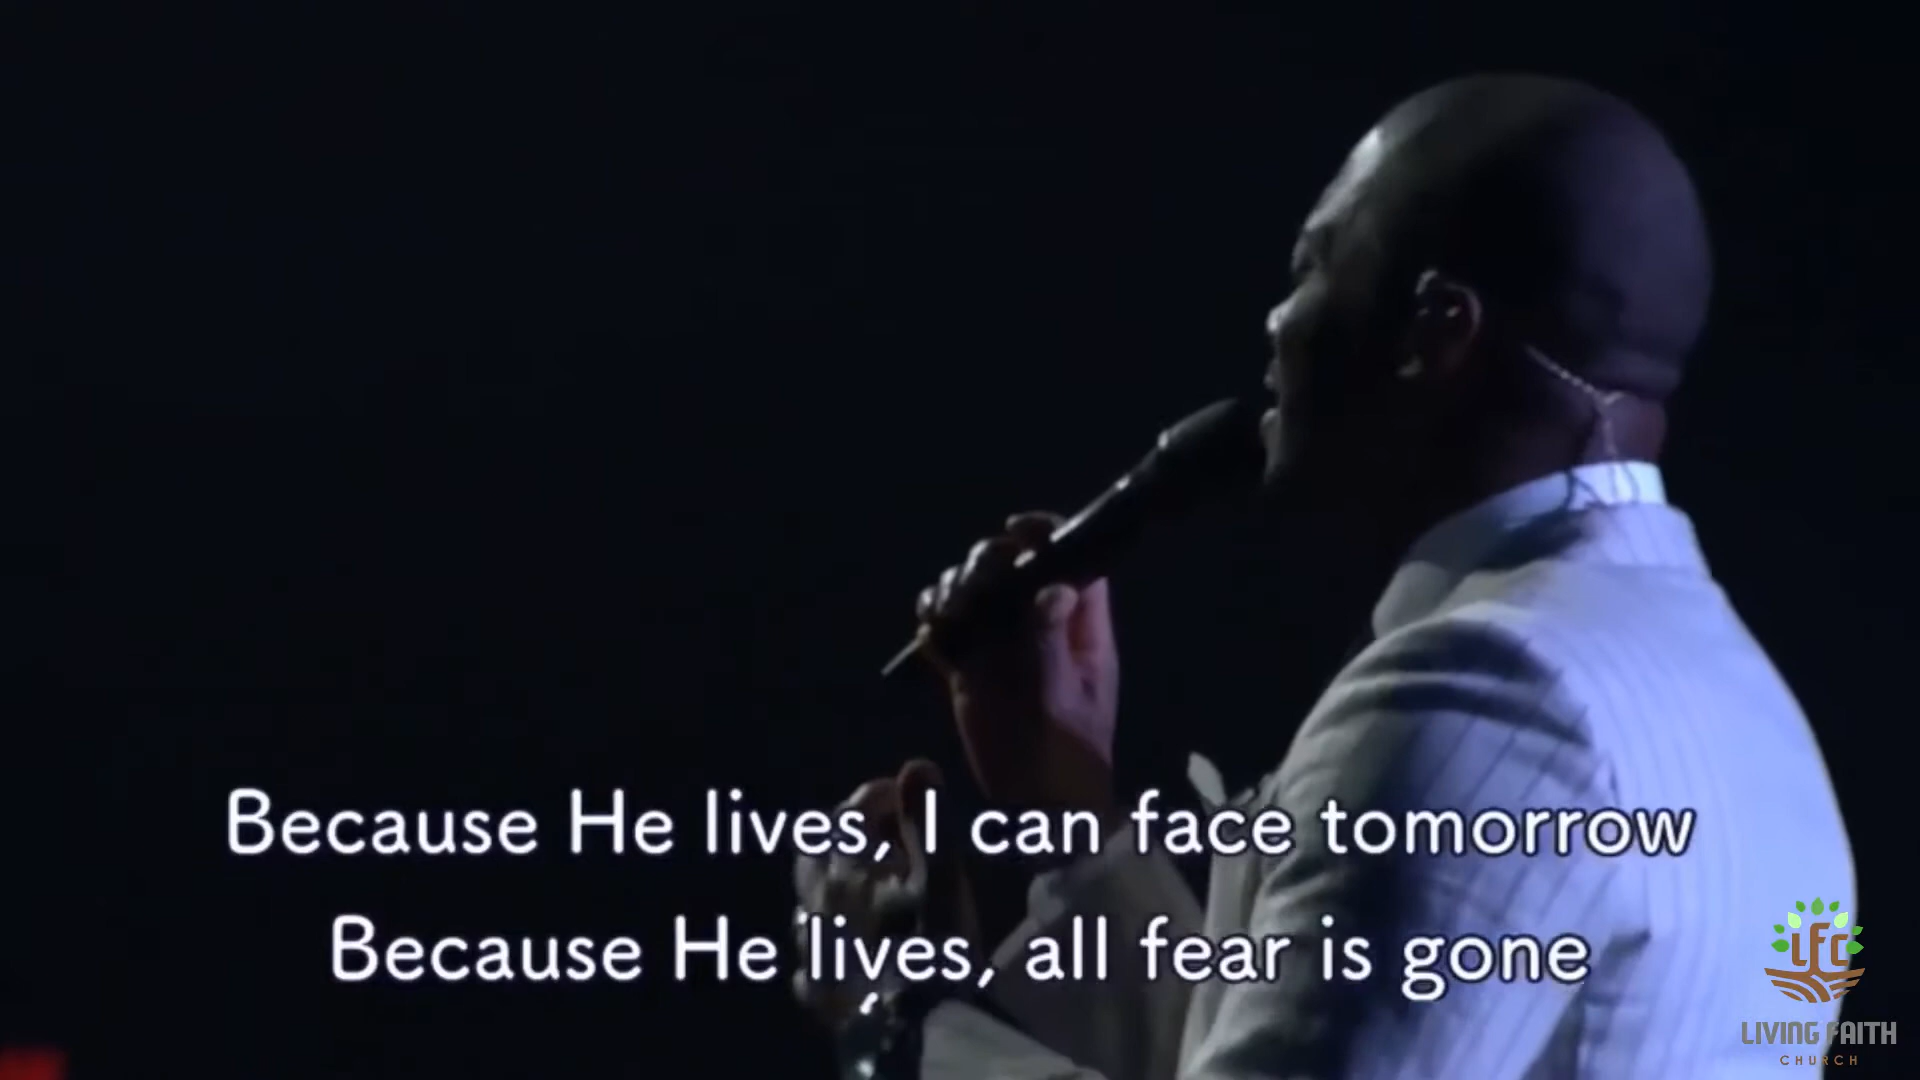 Because He lives, I can face tomorrow
Because He lives, all fear is gone
LFC
LIVING FAITH
CHURCH